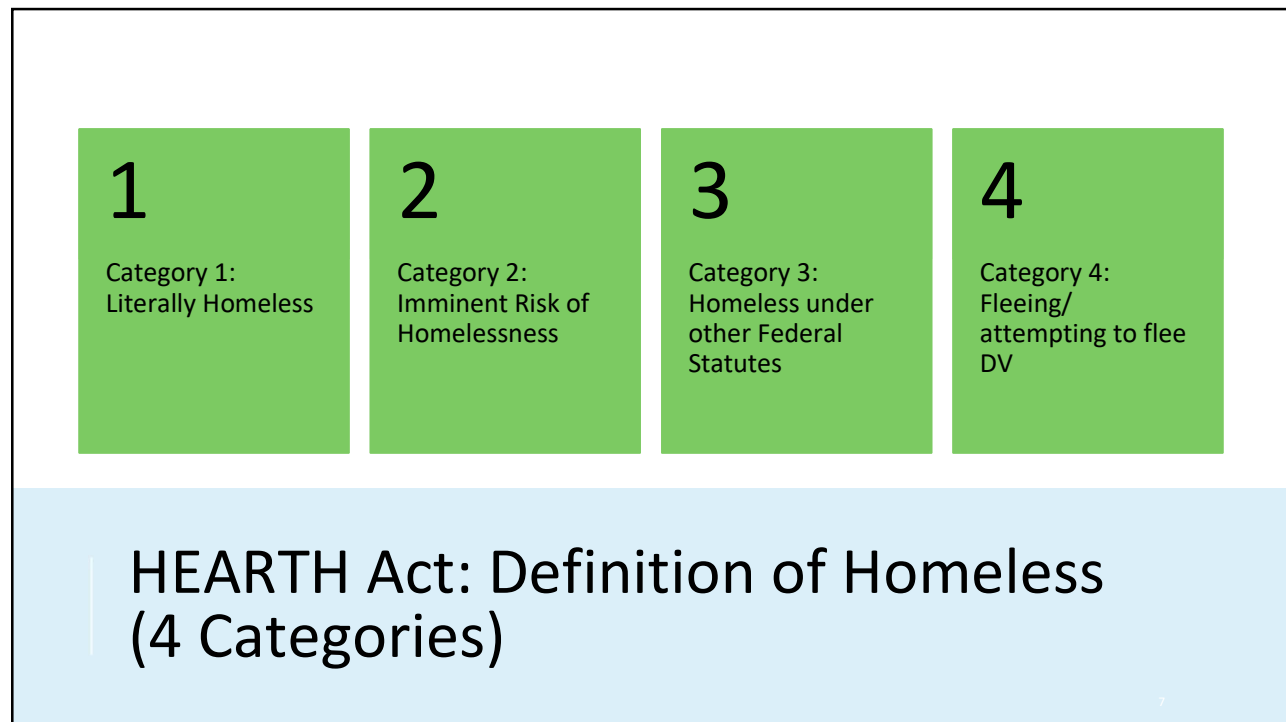 1
Category 1:
Literally Homeless
2
Category 2:
Imminent Risk of
Homelessness
3
Category 3:
Homeless under
other Federal
Statutes
4
Category 4:
Fleeing/
attempting to flee
DV
HEARTH Act: Definition of Homeless
(4 Categories)
7